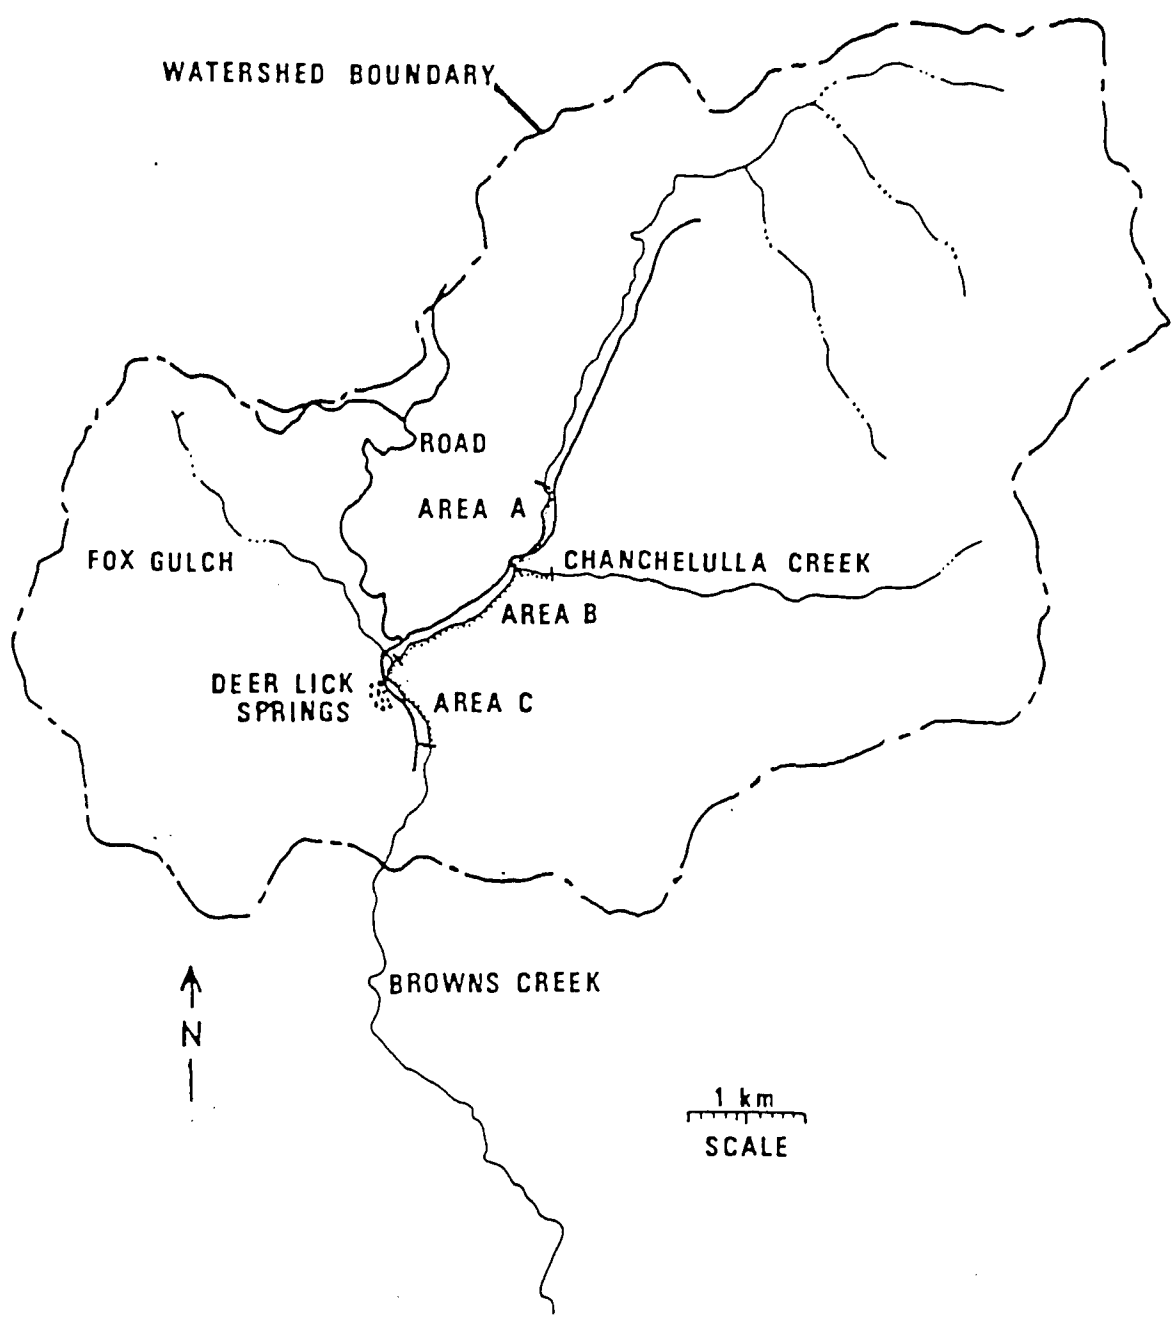 WATERSHED BOUNDARY
ROAD
AREA A
FOX GULCH
CHANCHELULLA CREEK
AREA B
DEER LICK
SPRINGS
AREA C
BROWNS CREEK
N
1 km
SCALE